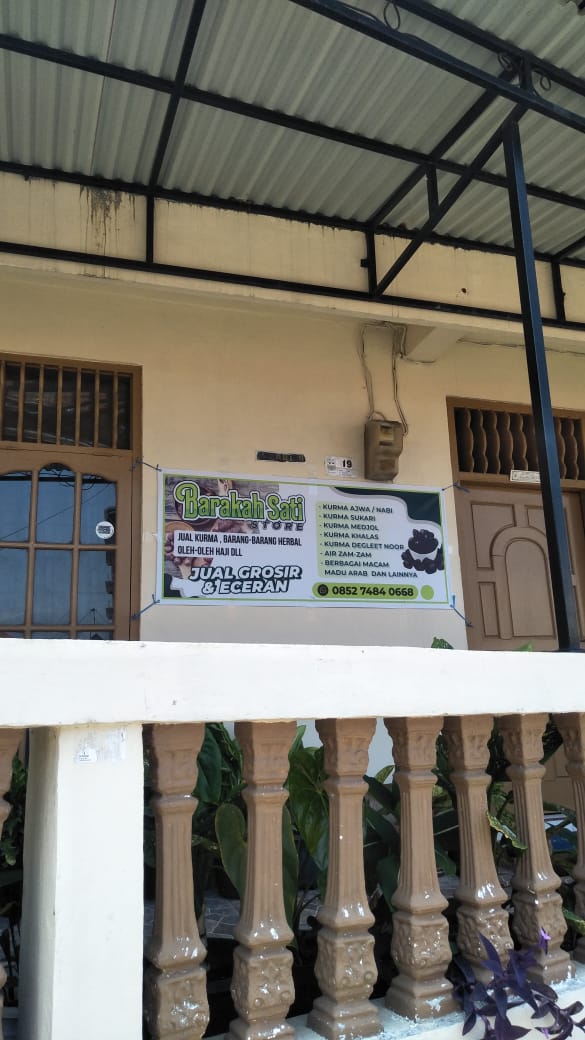 19
Barakah Sati
STORE
JUAL KURMA , BARANG-BARANG HERBAL
OLEH-OLEH HAJI DLL
JUAL GROSIR
& ECERAN
- KURMA AJWA / NABI
- KURMA SUKARI
- KURMA MEDJOL
- KURMA KHALAS
- KURMA DEGLEET NOOR
- AIR ZAM-ZAM
- BERBAGAI MACAM
MADU ARAB DAN LAINNYA
0852 7484 0668